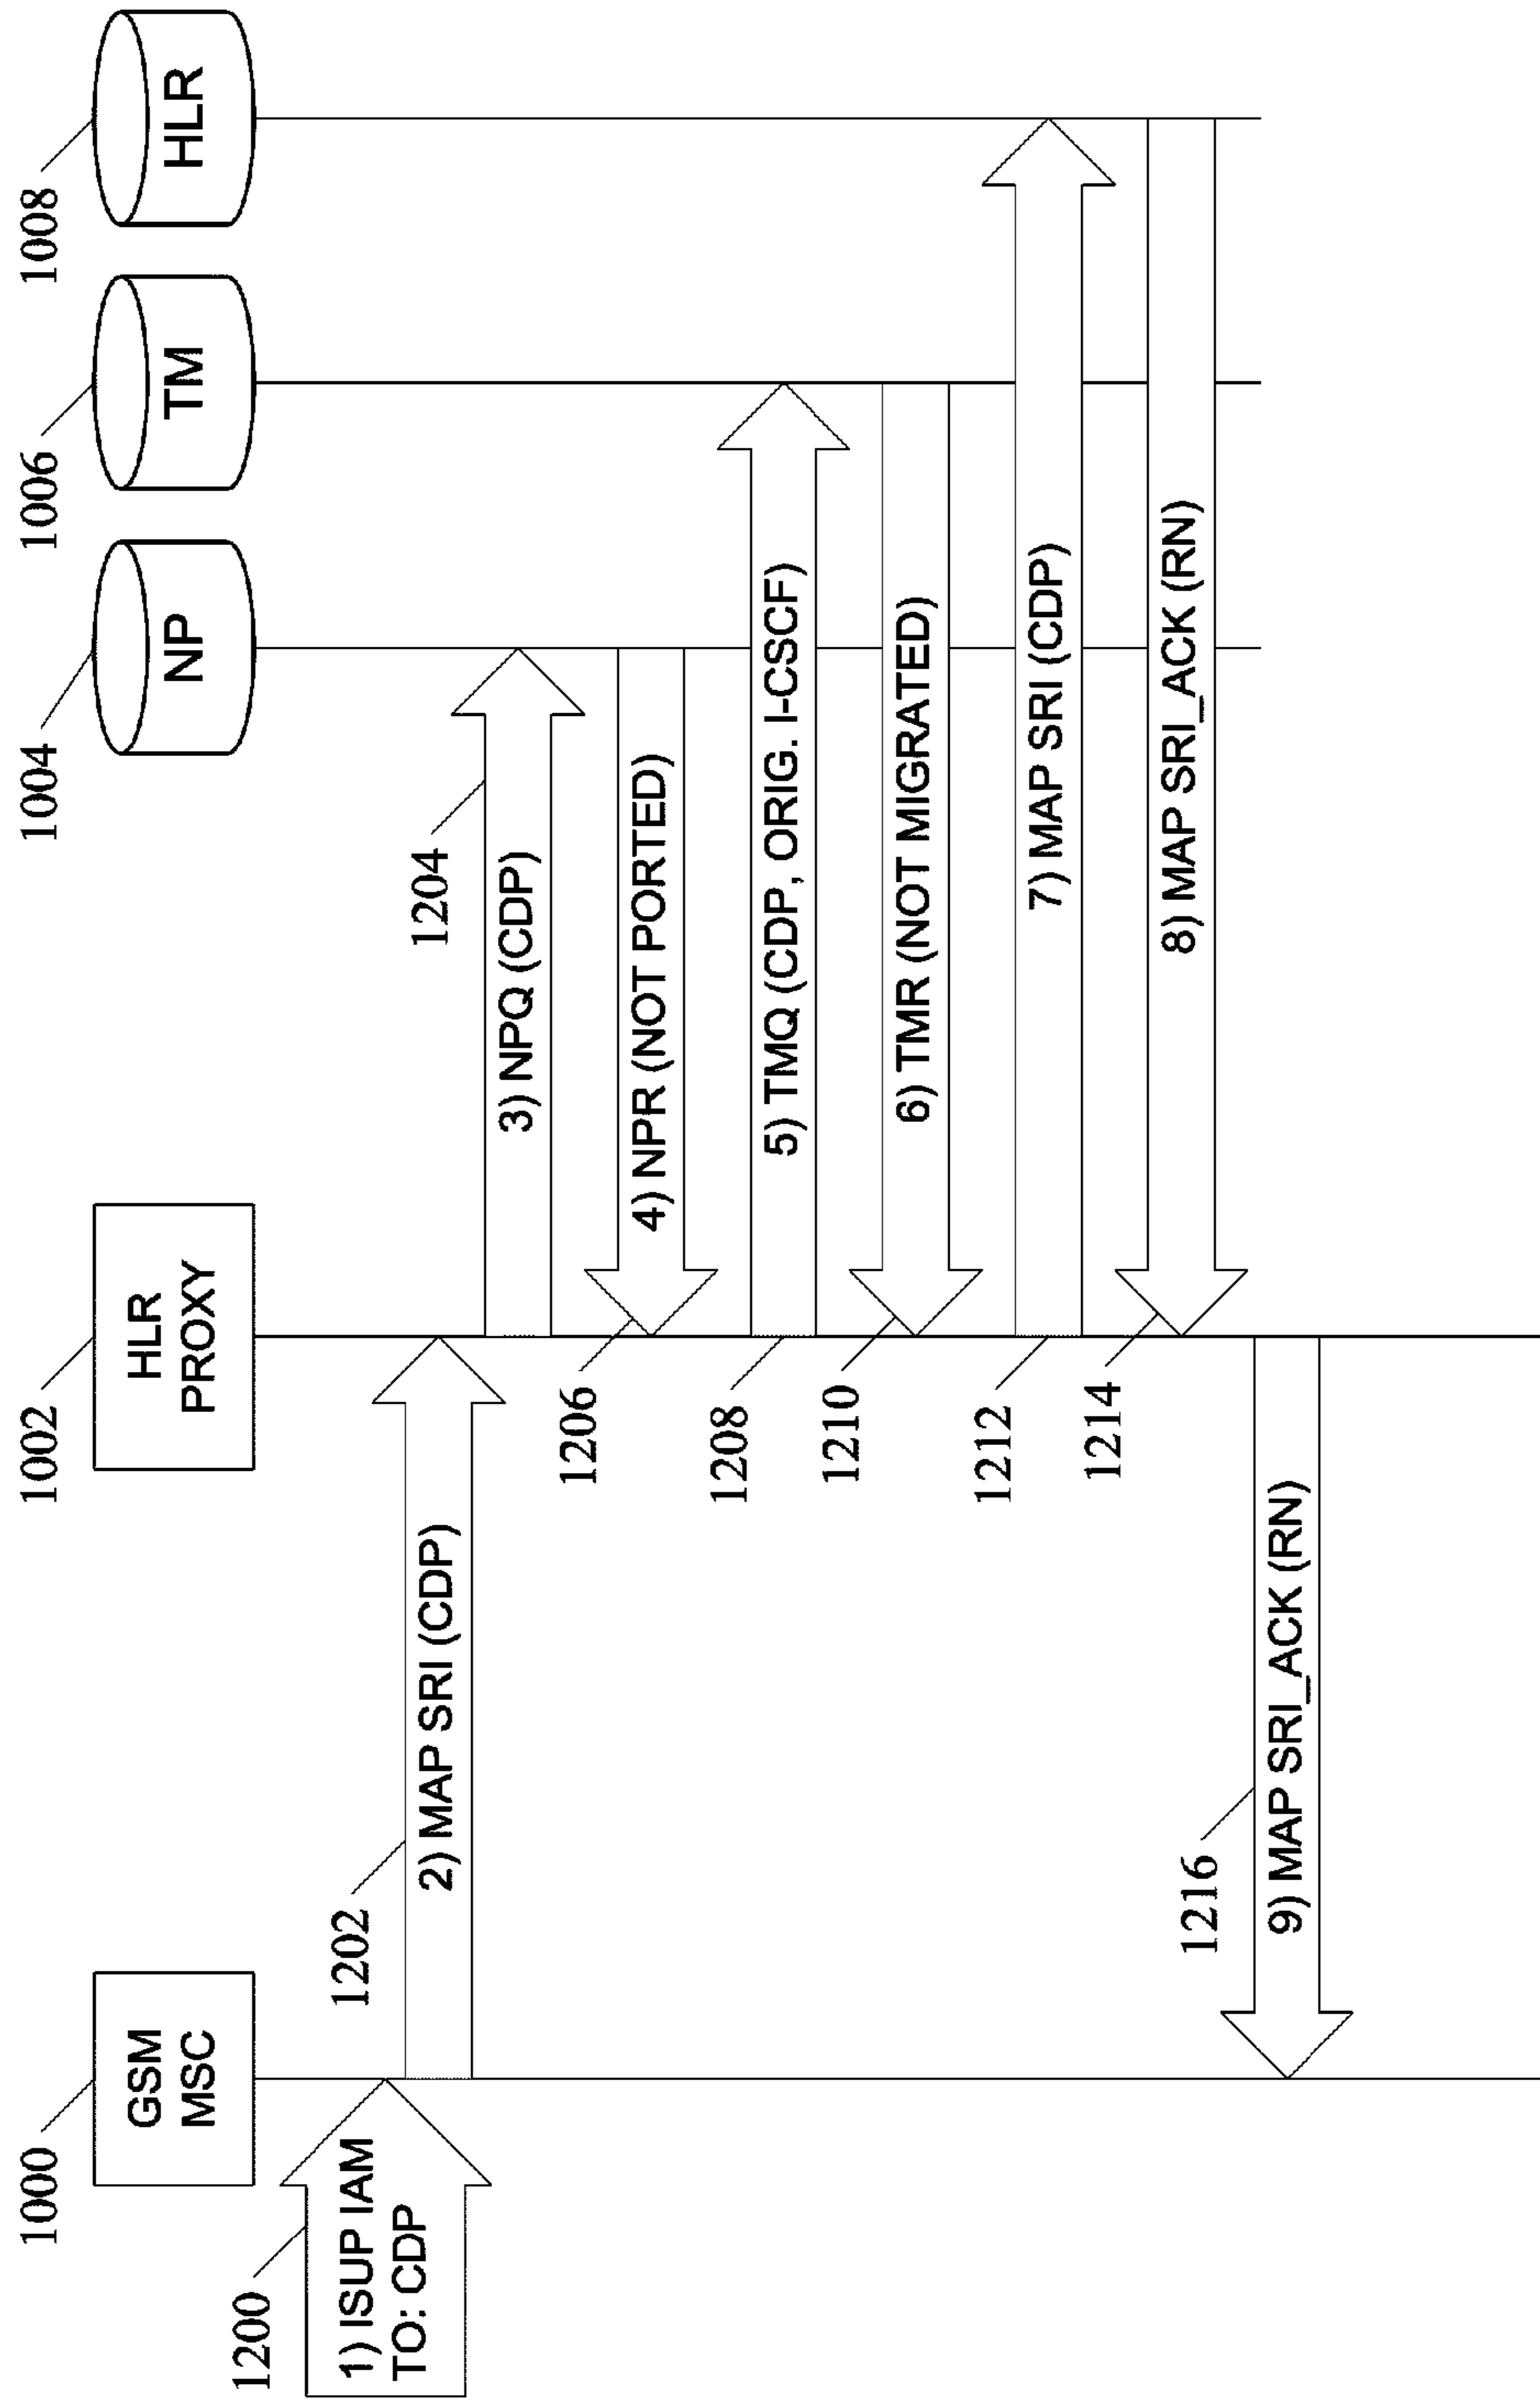 1000
GSM
MSC
1002
HLR
PROXY
1004
NP
1006
TM
1008
HLR
1200
1) ISUP IAM
TO: CDP
1202
2) MAP SRI (CDP)
1204
3) NPQ (CDP)
1206
4) NPR (NOT PORTED)
1208
5) TMQ (CDP, ORIG. I-CSCF)
1210
6) TMR (NOT MIGRATED)
1212
7) MAP SRI (CDP)
1214
8) MAP SRI_ACK (RN)
1216
9) MAP SRI_ACK (RN)